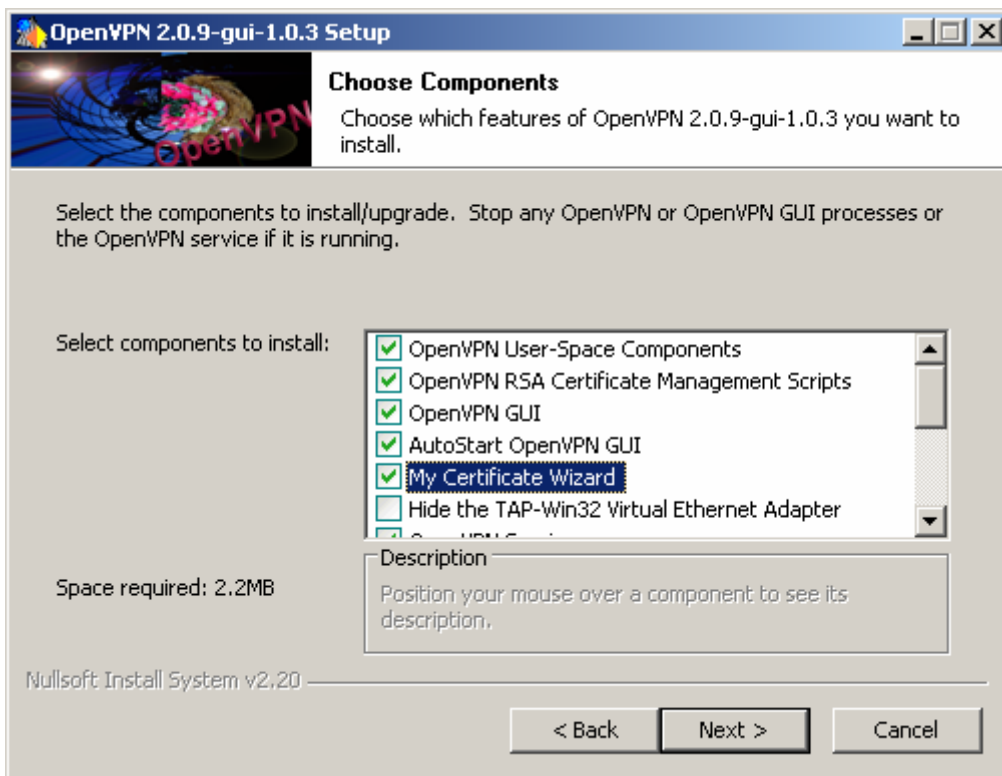 OpenVPN 2.0.9-gui-1.0.3 Setup
OpenVPN
Choose Components
Choose which features of OpenVPN 2.0.9-gui-1.0.3 you want to
install.
Select the components to install/upgrade.  Stop any OpenVPN or OpenVPN GUI processes or
the OpenVPN service if it is running.
Select components to install:
OpenVPN User-Space Components
OpenVPN RSA Certificate Management Scripts
OpenVPN GUI
AutoStart OpenVPN GUI
My Certificate Wizard
Hide the TAP-Win32 Virtual Ethernet Adapter
Space required: 2.2MB
Description
Position your mouse over a component to see its
description.
Nullsoft Install System v2.20
< Back
Next >
Cancel